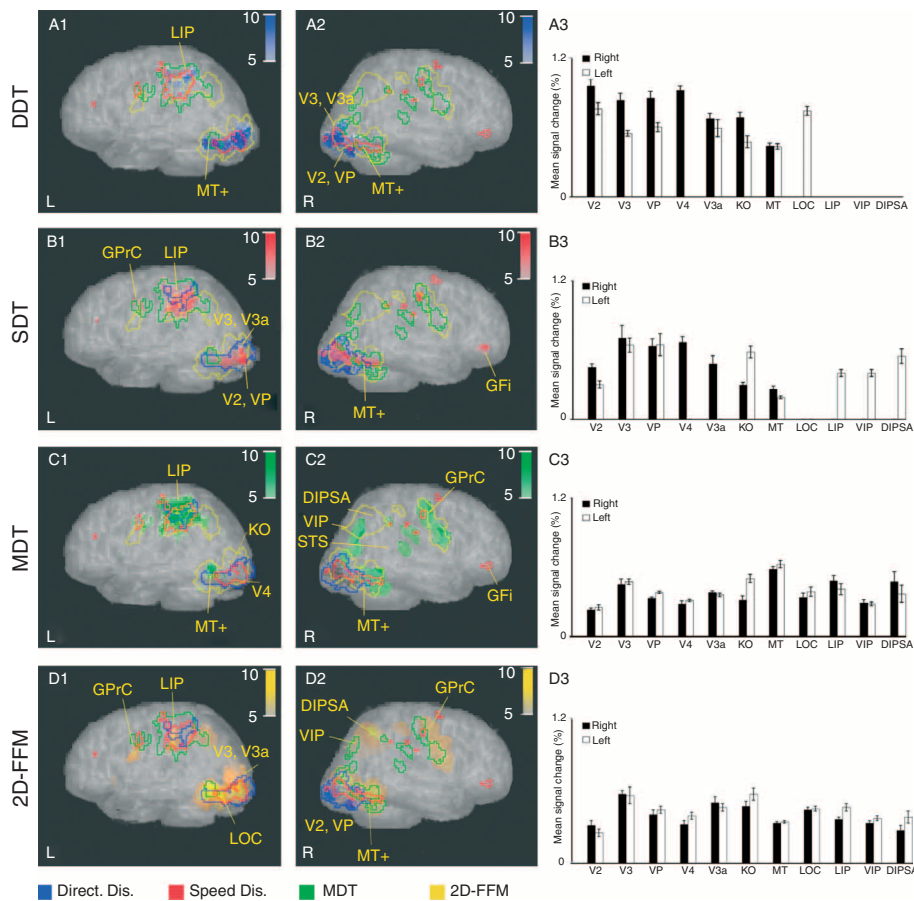 DDT
A1
10
5
LIP
MT+
L
A2
10
5
V3, V3a
V2, VP
MT+
R
A3
1.2
Mean signal change (%)
0
Right
Left
V2 V3 VP V4 V3a KO MT LOC LIP VIP DIPSA
SDT
B1
10
5
GPrC
LIP
V3, V3a
V2, VP
L
B2
10
5
GFi
MT+
R
B3
1.2
Mean signal change (%)
0
Right
Left
V2 V3 VP V4 V3a KO MT LOC LIP VIP DIPSA
MDT
C1
10
5
LIP
KO
V4
MT+
L
C2
10
5
GPrC
DIPSA
VIP
STS
GFi
MT+
R
C3
1.2
Mean signal change (%)
0
Right
Left
V2 V3 VP V4 V3a KO MT LOC LIP VIP DIPSA
2D-FFM
D1
10
5
GPrC
LIP
V3, V3a
LOC
L
D2
10
5
GPrC
DIPSA
VIP
V2, VP
MT+
R
D3
1.2
Mean signal change (%)
0
Right
Left
V2 V3 VP V4 V3a KO MT LOC LIP VIP DIPSA
Direct. Dis. Speed Dis. MDT 2D-FFM